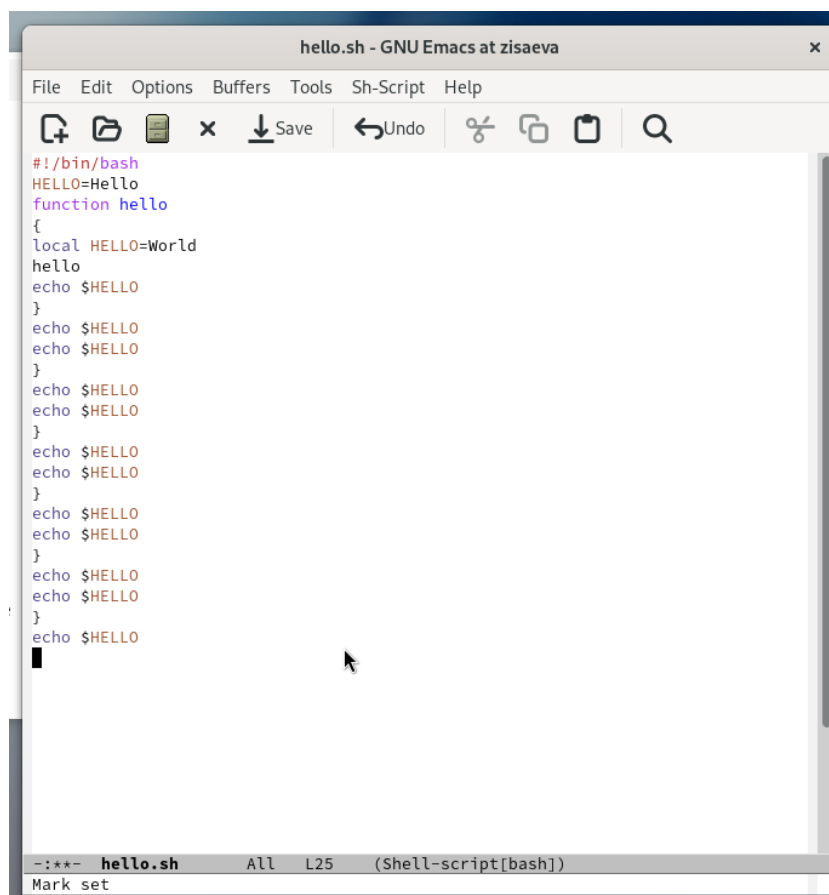 hello.sh - GNU Emacs at zisaeva
File Edit Options Buffers Tools Sh-Script Help
Save Undo
#!/bin/bash
HELLO=Hello
function hello
{
local HELLO=World
hello
echo $HELLO
}
echo $HELLO
echo $HELLO
}
echo $HELLO
echo $HELLO
}
echo $HELLO
echo $HELLO
}
echo $HELLO
echo $HELLO
}
echo $HELLO
echo $HELLO
}
echo $HELLO
-:**- hello.sh All L25 (Shell-script[bash])
Mark set